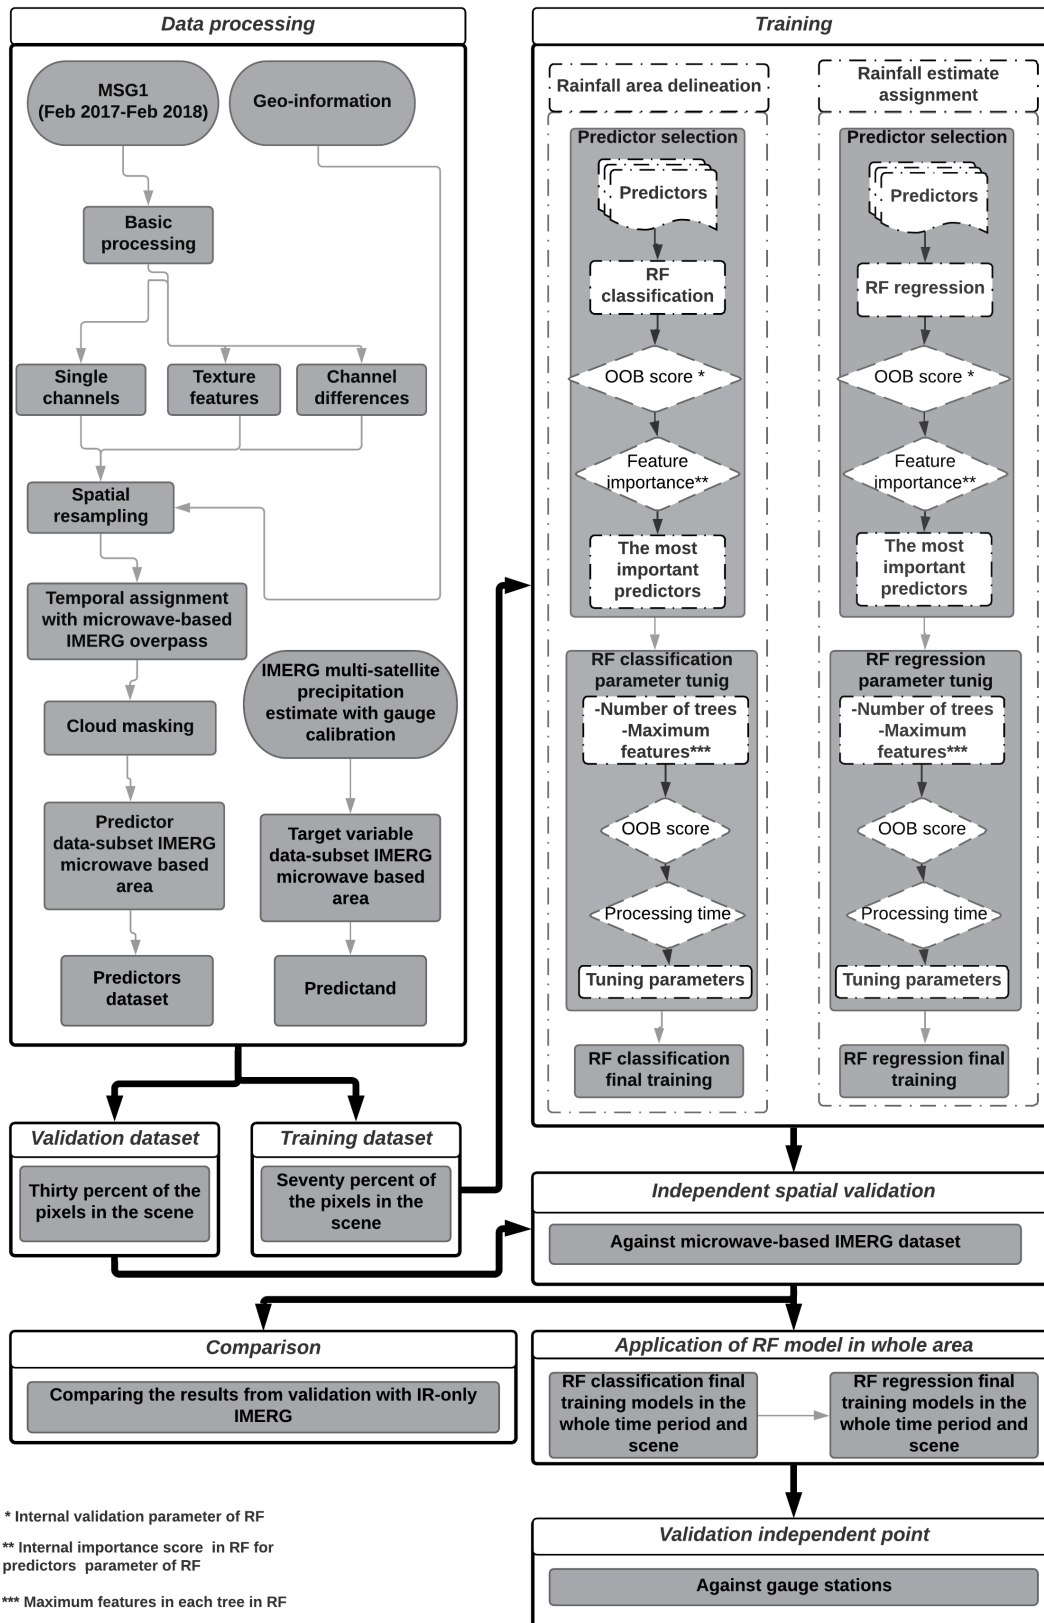 Data processing
MSG1
(Feb 2017-Feb 2018)
Geo-information
Basic
processing
Single
channels
Texture
features
Channel
differences
Spatial
resampling
Temporal assignment
with microwave-based
IMERG overpass
Cloud masking
IMERG multi-satellite
precipitation
estimate with gauge
calibration
Predictor
data-subset IMERG
microwave based
area
Target variable
data-subset IMERG
microwave based
area
Predictors
dataset
Predictand
Training
Rainfall area delineation
Predictor selection
Predictors
RF
classification
OOB score *
Feature
importance**
The most
important
predictors
RF classification
parameter tunig
-Number of trees
-Maximum
features***
OOB score
Processing time
Tuning parameters
RF classification
final training
Rainfall estimate
assignment
Predictor selection
Predictors
RF regression
OOB score *
Feature
importance**
The most
important
predictors
RF regression
parameter tunig
-Number of trees
-Maximum
features***
OOB score
Processing time
Tuning parameters
RF regression final
training
Validation dataset
Thirty percent of the
pixels in the scene
Training dataset
Seventy percent of
the pixels in the
scene
Independent spatial validation
Against microwave-based IMERG dataset
Comparison
Comparing the results from validation with IR-only
IMERG
Application of RF model in whole area
RF classification final
training models in the
whole time period and
scene
RF regression final
training models in the
whole time period and
scene
Validation independent point
Against gauge stations
* Internal validation parameter of RF
** Internal importance score in RF for
predictors parameter of RF
*** Maximum features in each tree in RF